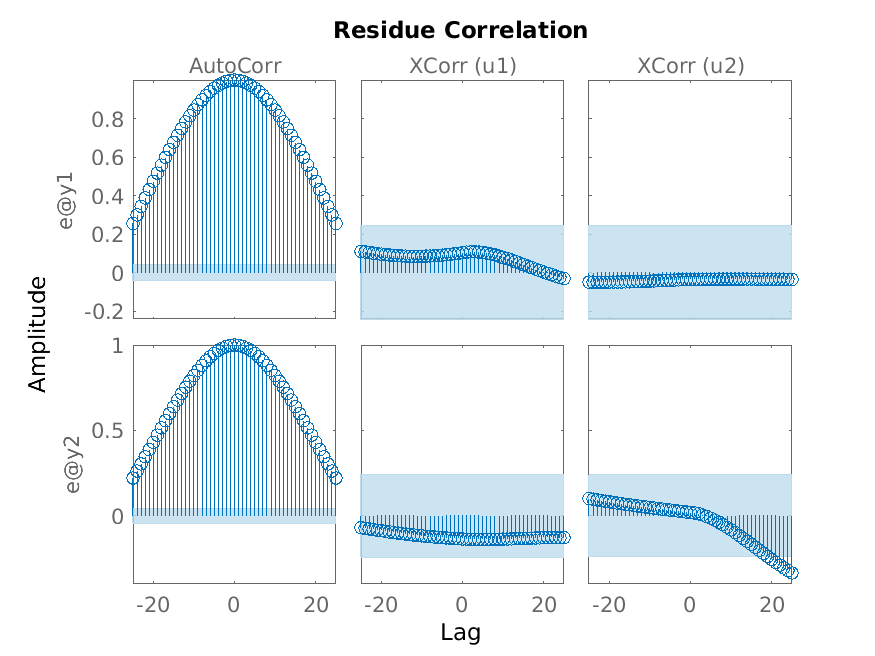 Residue Correlation
AutoCorr
XCorr (u1)
XCorr (u2)
e@y1
0.8
0.6
0.4
0.2
0
-0.2
Amplitude
e@y2
1
0.5
0
-20 0 20
-20 0 20
-20 0 20
Lag